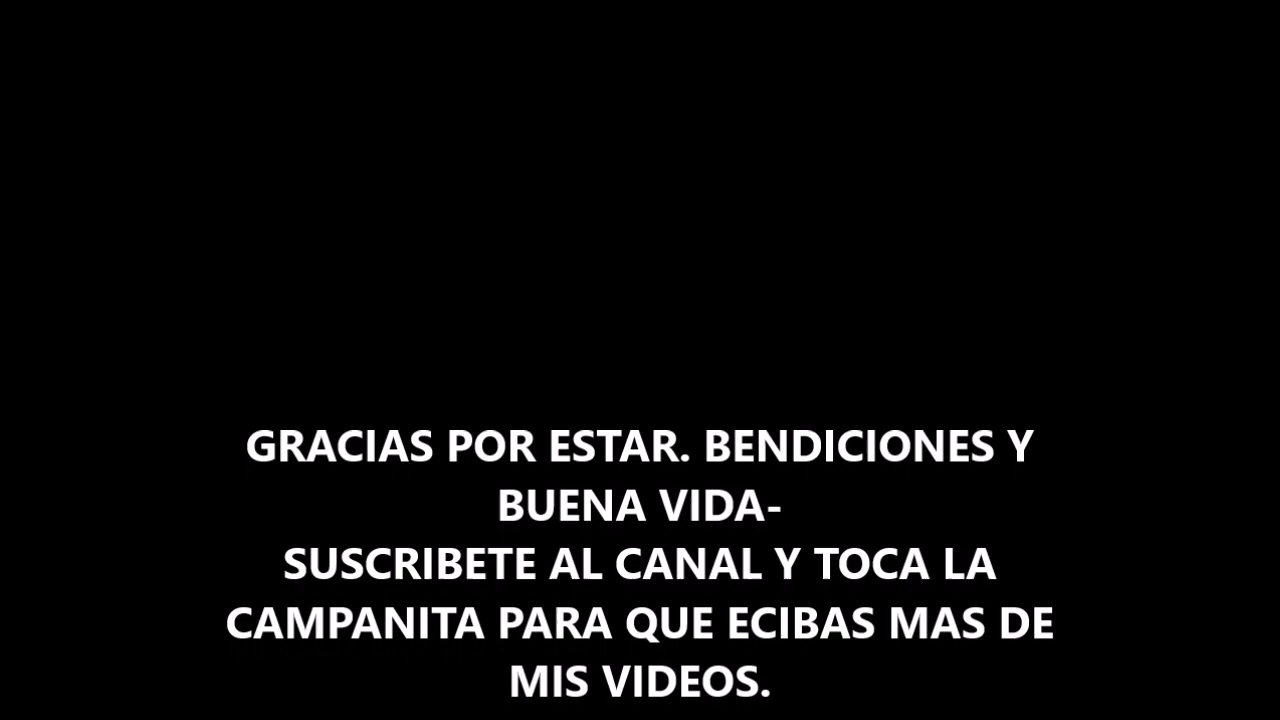 GRACIAS POR ESTAR. BENDICIONES Y
BUENA VIDA-
SUSCRIBETE AL CANAL Y TOCA LA
CAMPANITA PARA QUE ECIBAS MAS DE
MIS VIDEOS.